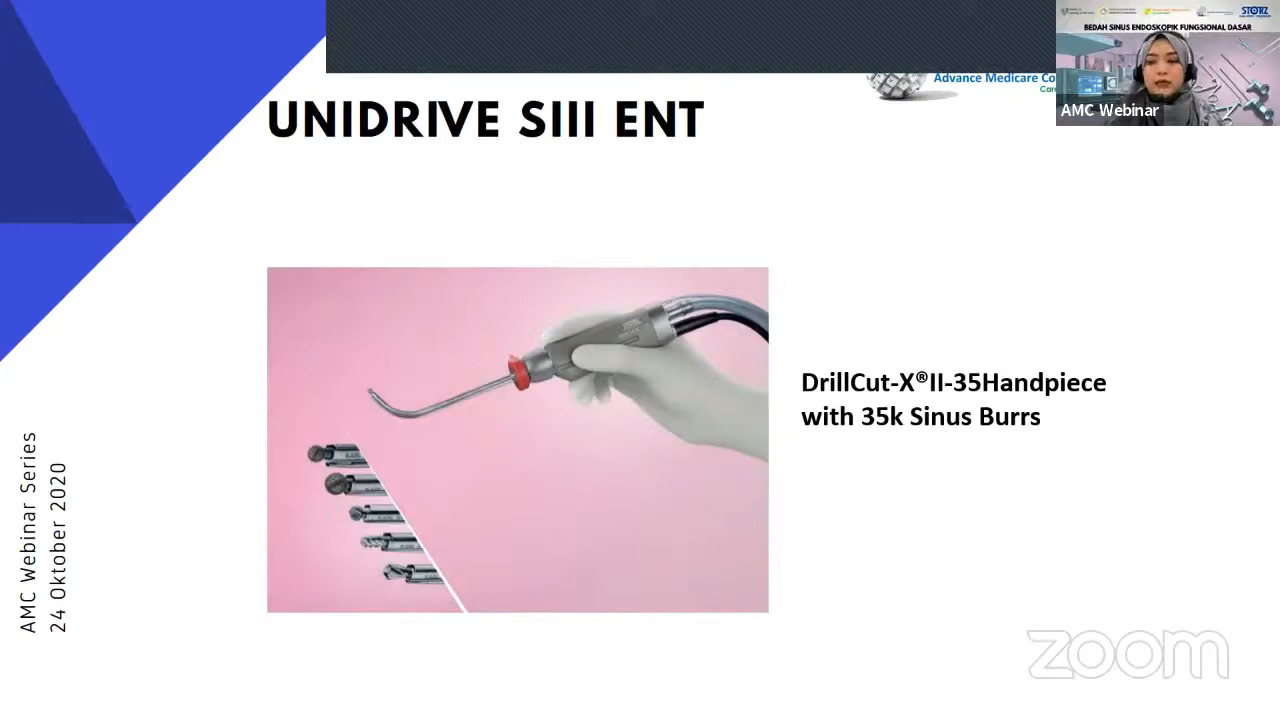 STORZ
BEDAH SINUS ENDOSKOPIK FUNGSIONAL DASAR
Advance Medicare Co
Car
AMC Webinar
UNIDRIVE SIII ENT
DrillCut-X®II-35Handpiece
with 35k Sinus Burrs
AMC Webinar Series
24 Oktober 2020
zoom